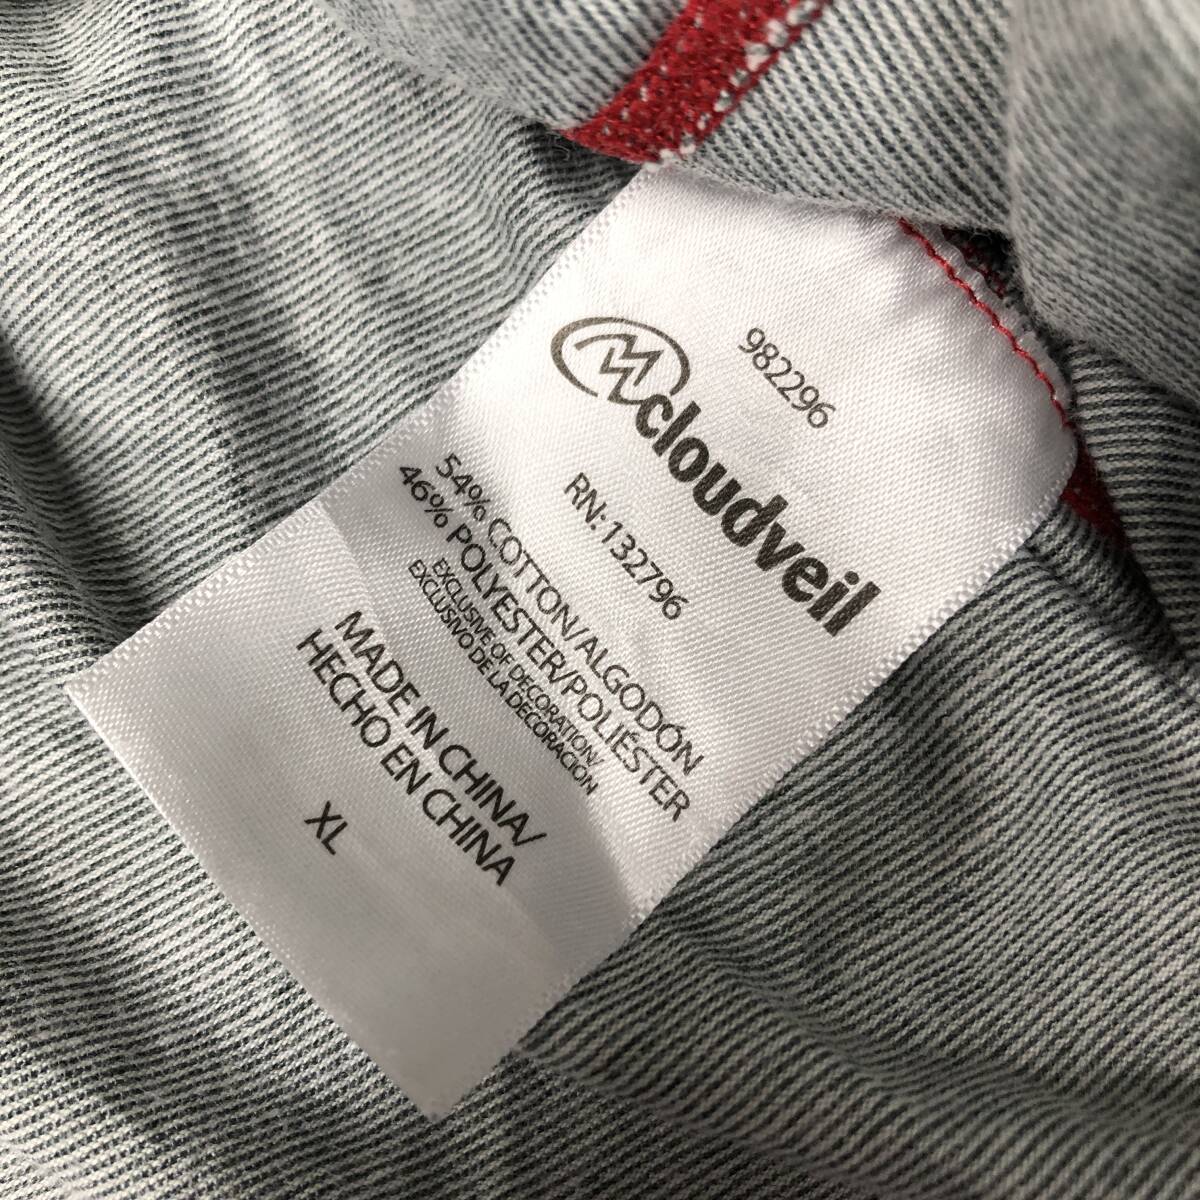 982296
cloudveil
RN: 132796
54% COTTON/ALGODÓN
46% POLYESTER/POLIÉSTER
EXCLUSIVE OF DECORATION/
EXCLUSIVO DE LA DECORACIÓN
MADE IN CHINA/
HECHO EN CHINA
XL